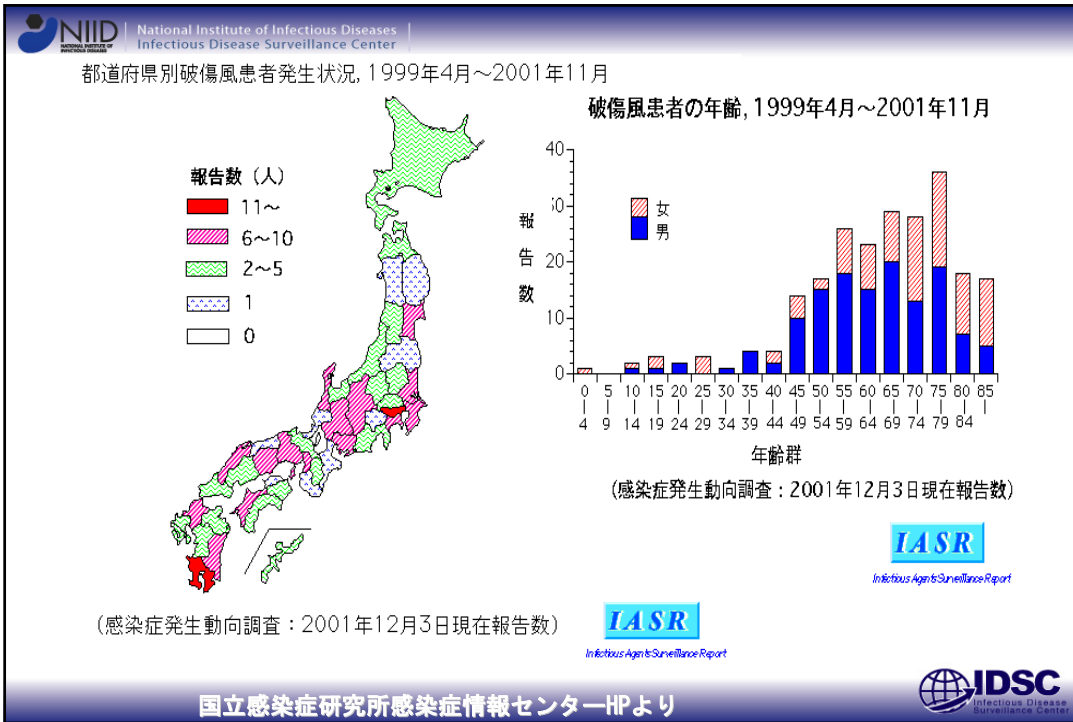 NIID
NATIONAL INSTITUTE OF INFECTIOUS DISEASES
National Institute of Infectious Diseases
Infectious Disease Surveillance Center
都道府県別破傷風患者発生状況, 1999年4月～2001年11月
報告数（人）
11～
6～10
2～5
1
0
(感染症発生動向調査：2001年12月3日現在報告数)
IASR
Infectious Agents Surveillance Report
破傷風患者の年齢, 1999年4月～2001年11月
報告数
40
30
20
10
0
女
男
0 5 10 15 20 25 30 35 40 45 50 55 60 65 70 75 80 85
4 9 14 19 24 29 34 39 44 49 54 59 64 69 74 79 84
年齢群
(感染症発生動向調査：2001年12月3日現在報告数)
IASR
Infectious Agents Surveillance Report
国立感染症研究所感染症情報センターHPより
IDSC
Infectious Disease
Surveillance Center